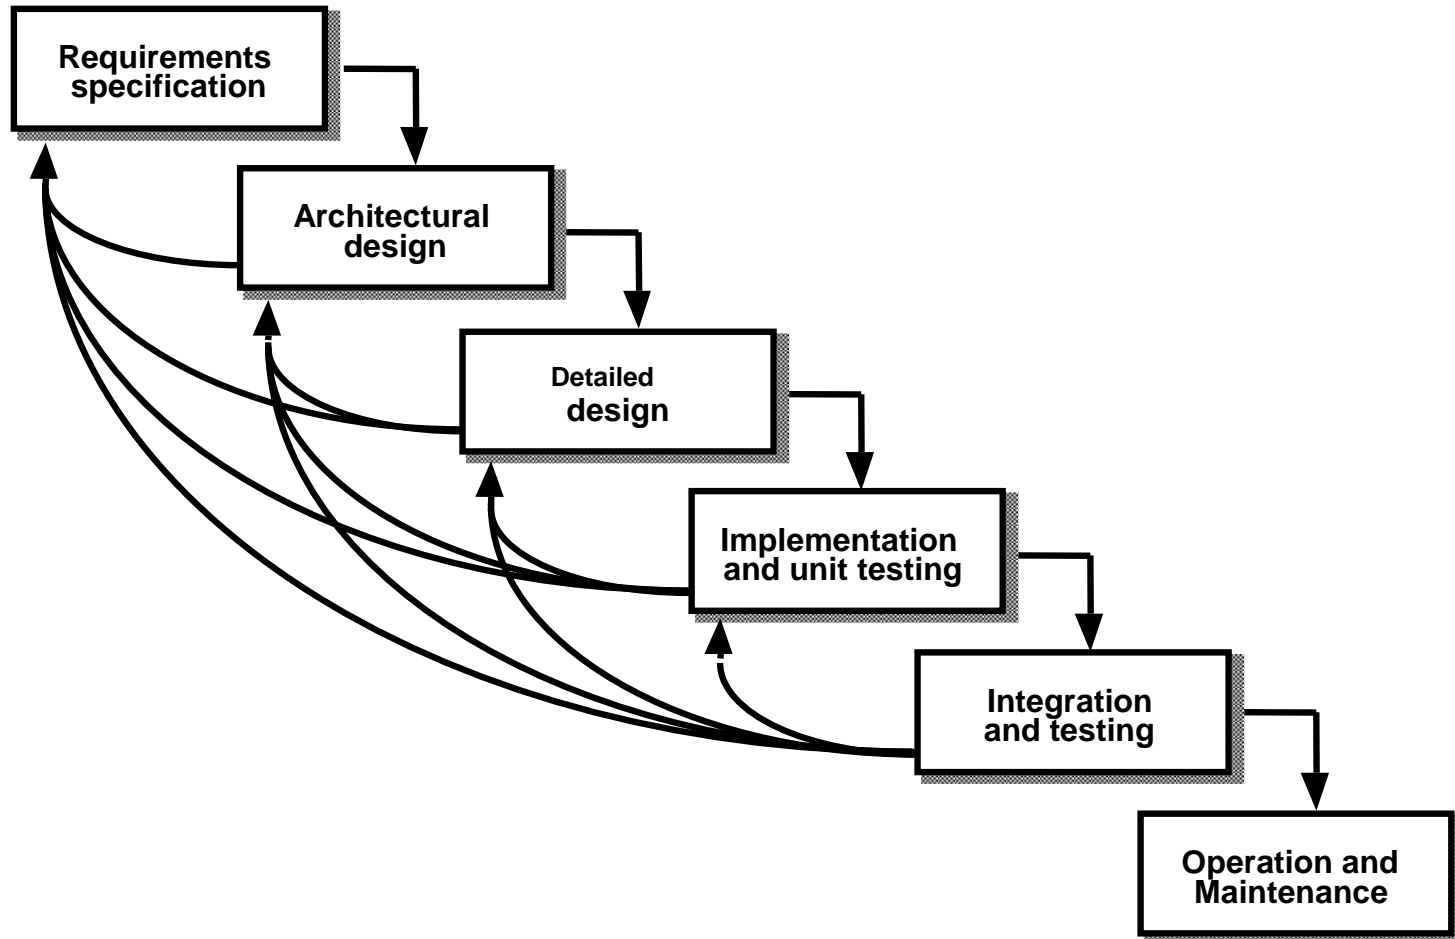 Requirements
specification
Architectural
design
Detailed
design
Implementation
and unit testing
Integration
and testing
Operation and
Maintenance